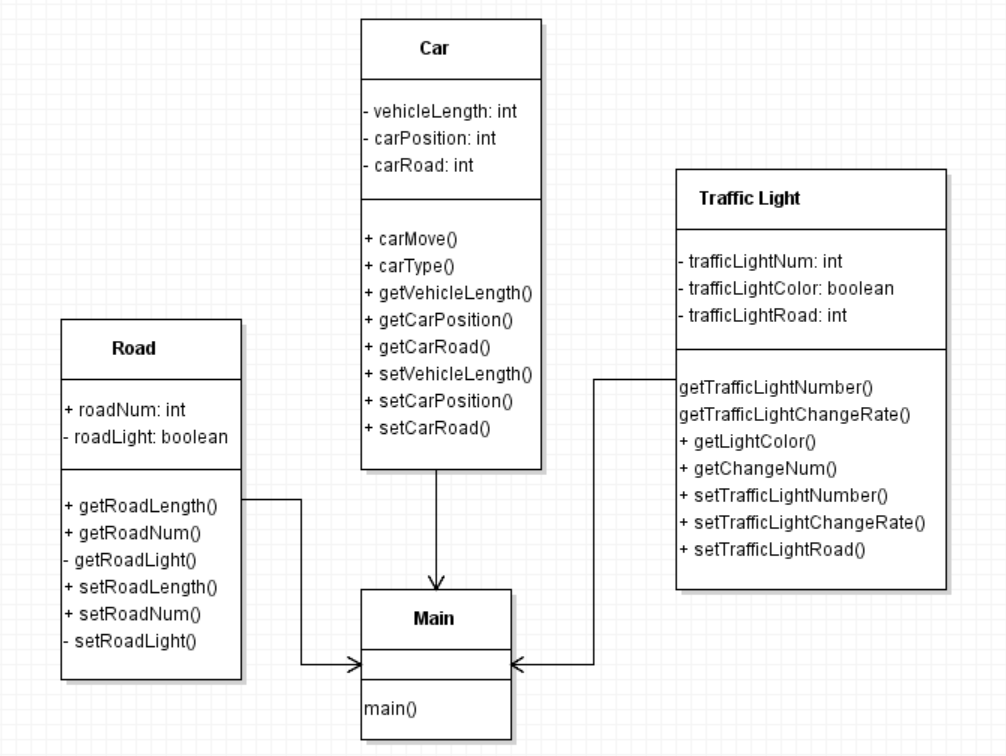 Car
- vehicleLength: int
- carPosition: int
- carRoad: int
+ carMove()
+ carType()
+ getVehicleLength()
+ getCarPosition()
+ getCarRoad()
+ setVehicleLength()
+ setCarPosition()
+ setCarRoad()
Traffic Light
- trafficLightNum: int
- trafficLightColor: boolean
- trafficLightRoad: int
getTrafficLightNumber()
getTrafficLightChangeRate()
+ getLightColor()
+ getChangeNum()
+ setTrafficLightNumber()
+ setTrafficLightChangeRate()
+ setTrafficLightRoad()
Road
+ roadNum: int
- roadLight: boolean
+ getRoadLength()
+ getRoadNum()
- getRoadLight()
+ setRoadLength()
+ setRoadNum()
- setRoadLight()
Main
main()